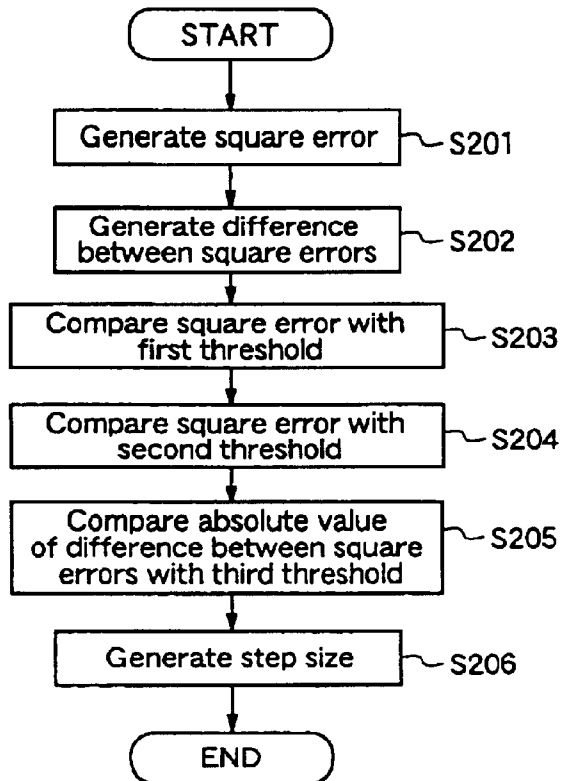 START
Generate square error
S201
Generate difference
between square errors
S202
Compare square error with
first threshold
S203
Compare square error with
second threshold
S204
Compare absolute value
of difference between square
errors with third threshold
S205
Generate step size
S206
END